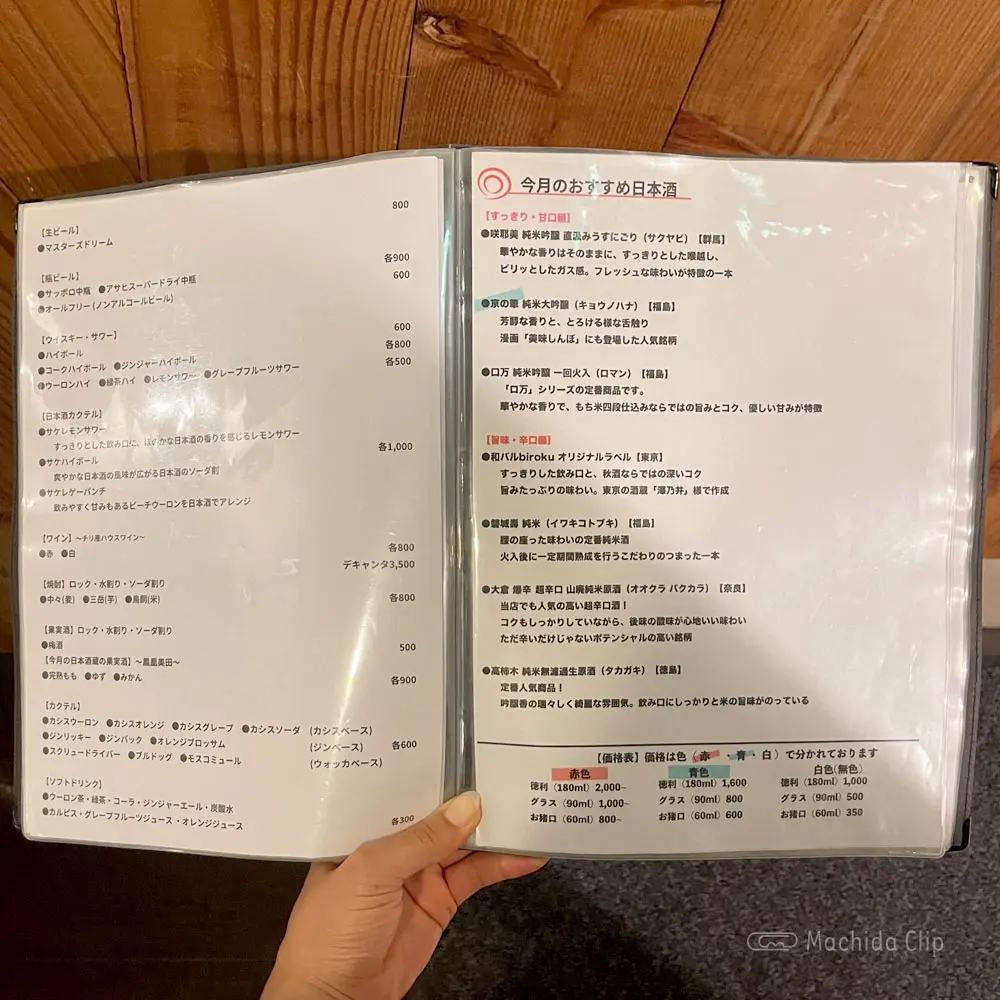 800
【生ビール】
●マスターズドリーム
各900
【瓶ビール】
600
●サッポロ中瓶 ●アサヒスーパードライ中瓶
●オールフリー(ノンアルコールビール)
600
【ウイスキー・サワー】
各800
●ハイボール
各500
●コークハイボール ●ジンジャーハイボール
●ウーロンハイ ●緑茶ハイ ●レモンサワー ●グレープフルーツサワー
【日本酒カクテル】
●サケレモンサワー
すっきりとした飲み口に、ほのかな日本酒の香りを感じるレモンサワー
各1,000
●サケハイボール
爽やかな日本酒の風味が広がる日本酒のソーダ割
●サケレゲーパンチ
飲みやすく甘みもあるピーチウーロンを日本酒でアレンジ
【ワイン】〜チリ産ハウスワイン〜
各800
●赤 ●白
デキャンタ3,500
【焼酎】ロック・水割り・ソーダ割り
各800
●中々(麦) ●三岳(芋) ●鳥飼(米)
【果実酒】ロック・水割り・ソーダ割り
●梅酒
500
【今月の日本酒蔵の果実酒】〜鳳凰美田〜
●完熟もも ●ゆず ●みかん
各900
【カクテル】
●カシスウーロン ●カシスオレンジ ●カシスグレープ ●カシスソーダ (カシスベース)
●ジンリッキー ●ジンバック ●オレンジブロッサム (ジンベース) 各600
●スクリュードライバー ●ブルドッグ ●モスコミュール (ウォッカベース)
【ソフトドリンク】
●ウーロン茶・緑茶・コーラ・ジンジャーエール・炭酸水
●カルピス・グレープフルーツジュース・オレンジジュース
各300
今月のおすすめ日本酒
【すっきり・甘口編】
●咲耶美 純米吟醸 直汲みうすにごり（サクヤビ）【群馬】
華やかな香りはそのままに、すっきりとした喉越し、
ピリッとしたガス感。フレッシュな味わいが特徴の一本
●京の華 純米大吟醸（キョウノハナ）【福島】
芳醇な香りと、とろける様な舌触り
漫画「美味しんぼ」にも登場した人気銘柄
●口万 純米吟醸 一回火入（ロマン）【福島】
「口万」シリーズの定番商品です。
華やかな香りで、もち米四段仕込みならではの旨みとコク、優しい甘みが特徴
【旨味・辛口編】
●和バルbiroku オリジナルラベル【東京】
すっきりした飲み口と、秋酒ならではの深いコク
旨みたっぷりの味わい。東京の酒蔵「澤乃井」様で作成
●磐城壽 純米（イワキコトブキ）【福島】
腰の座った味わいの定番純米酒
火入後に一定期間熟成を行うこだわりのつまった一本
●大倉 爆辛 超辛口 山廃純米原酒（オオクラ バクカラ）【奈良】
当店でも人気の高い超辛口酒！
コクもしっかりしていながら、後味の酸味が心地いい味わい
ただ辛いだけじゃないポテンシャルの高い銘柄
●高柿木 純米無濾過生原酒（タカガキ）【徳島】
定番人気商品！
吟醸香の瑞々しく綺麗な雰囲気。飲み口にしっかりと米の旨味がのっている
【価格表】価格は色（赤・青・白）で分かれております
赤色 青色 白色(無色)
徳利（180ml）2,000~ 徳利（180ml）1,600 徳利（180ml）1,000
グラス（90ml）1,000~ グラス（90ml）800 グラス（90ml）500
お猪口（60ml）800~ お猪口（60ml）600 お猪口（60ml）350
Machida Clip